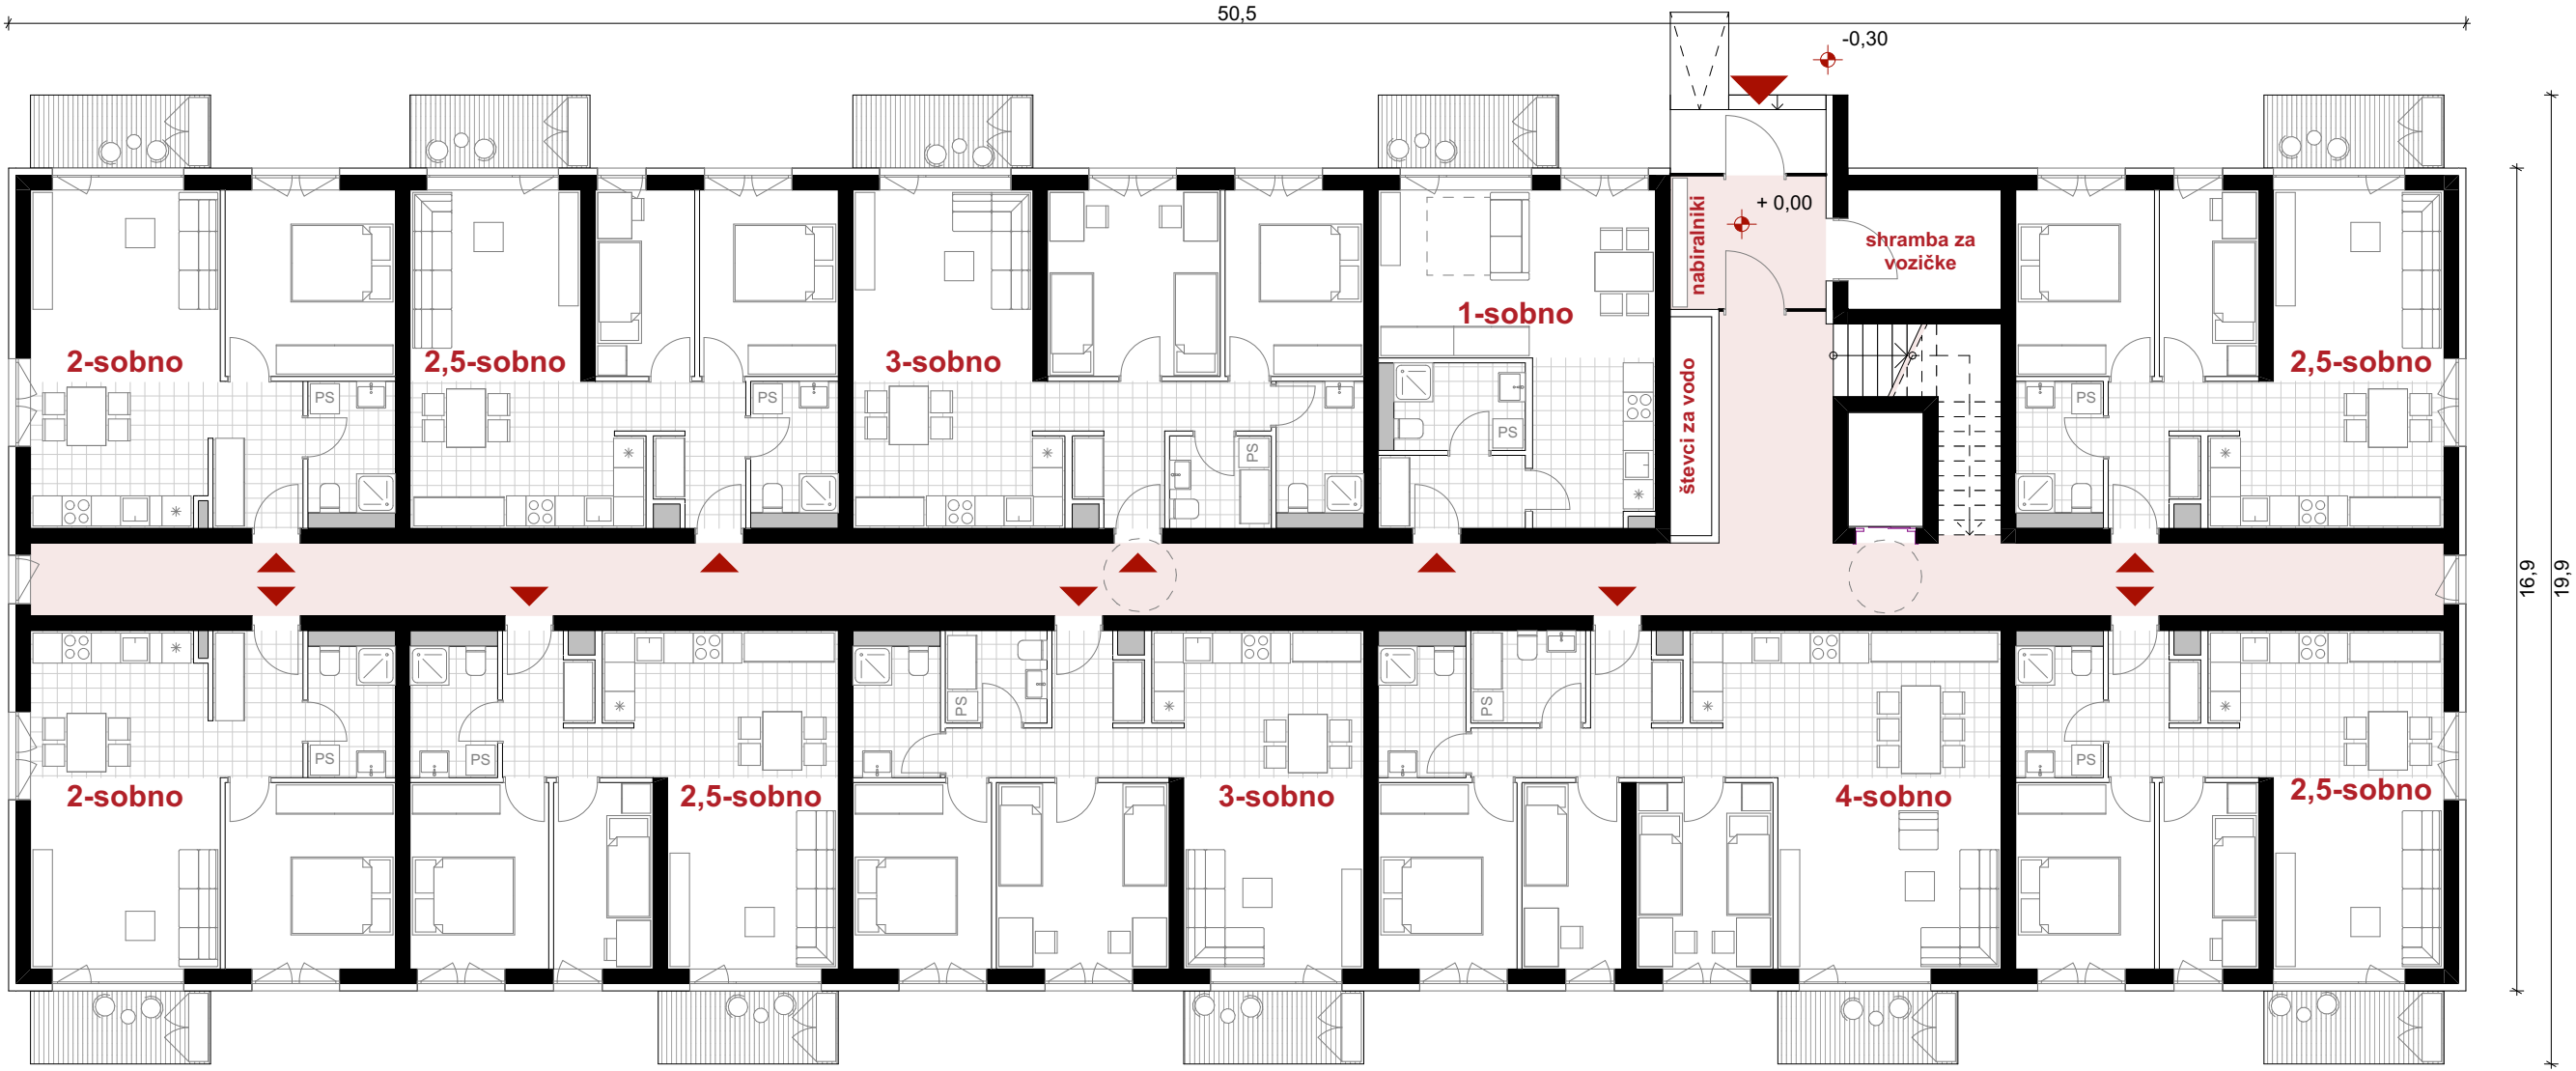 50,5
-0,30
+ 0,00
nabiralniki
shramba za
vozičke
1-sobno
2-sobno
2,5-sobno
3-sobno
2,5-sobno
števci za vodo
PS
PS
PS
PS
PS
16,9
19,9
PS
PS
PS
PS
PS
2-sobno
2,5-sobno
3-sobno
4-sobno
2,5-sobno